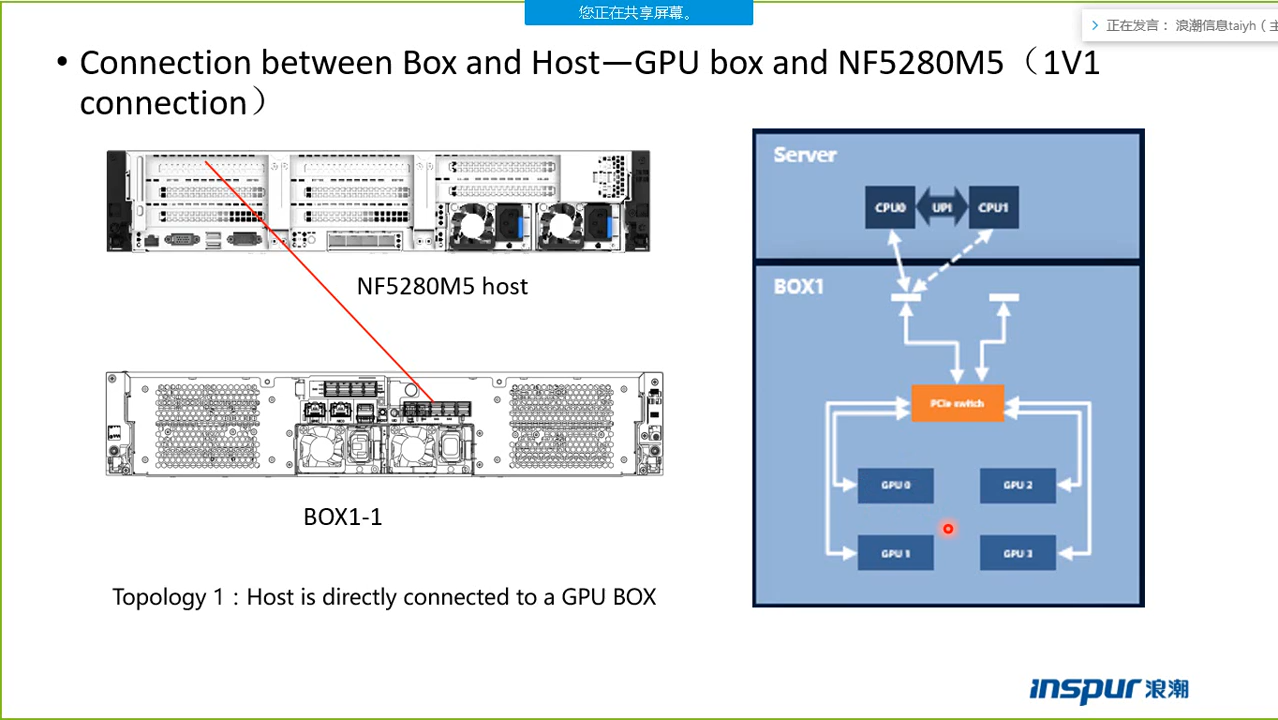 您正在共享屏幕。
正在发言： 浪潮信息taiyh（主
• Connection between Box and Host—GPU box and NF5280M5（1V1
connection）
NF5280M5 host
BOX1-1
Topology 1：Host is directly connected to a GPU BOX
Server
CPU0
UPI
CPU1
BOX1
PCIe switch
GPU 0
GPU 2
GPU 1
GPU 3
inspur 浪潮